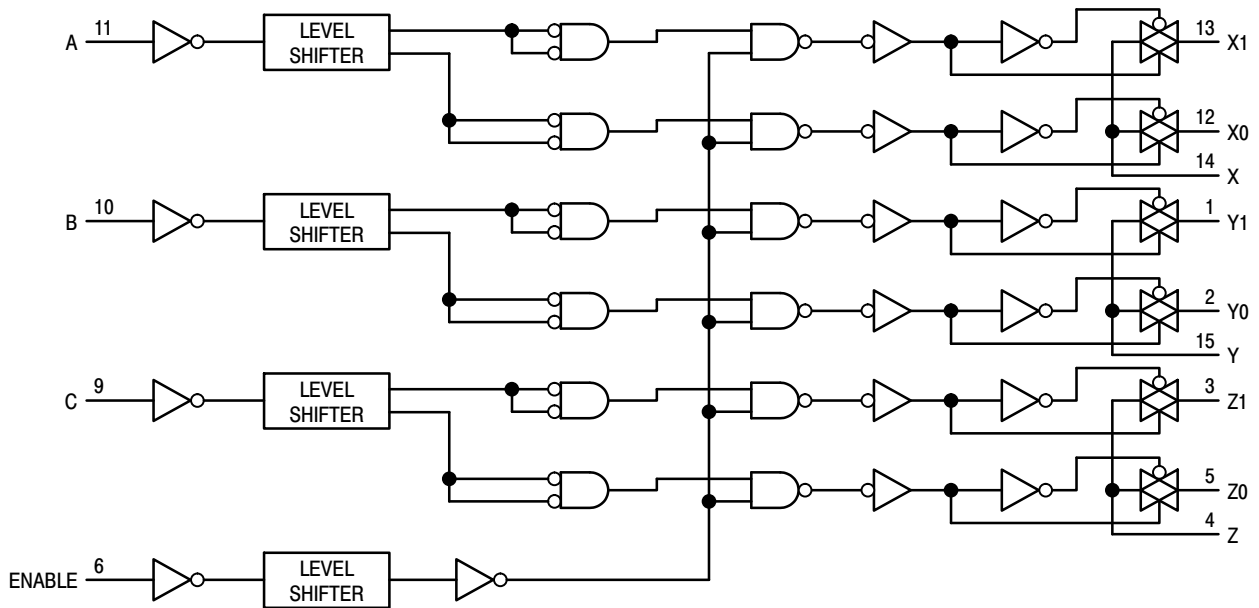 A 11 LEVEL SHIFTER 13 X1
12 X0
14 X
B 10 LEVEL SHIFTER 1 Y1
2 Y0
15 Y
C 9 LEVEL SHIFTER 3 Z1
5 Z0
4 Z
ENABLE 6 LEVEL SHIFTER